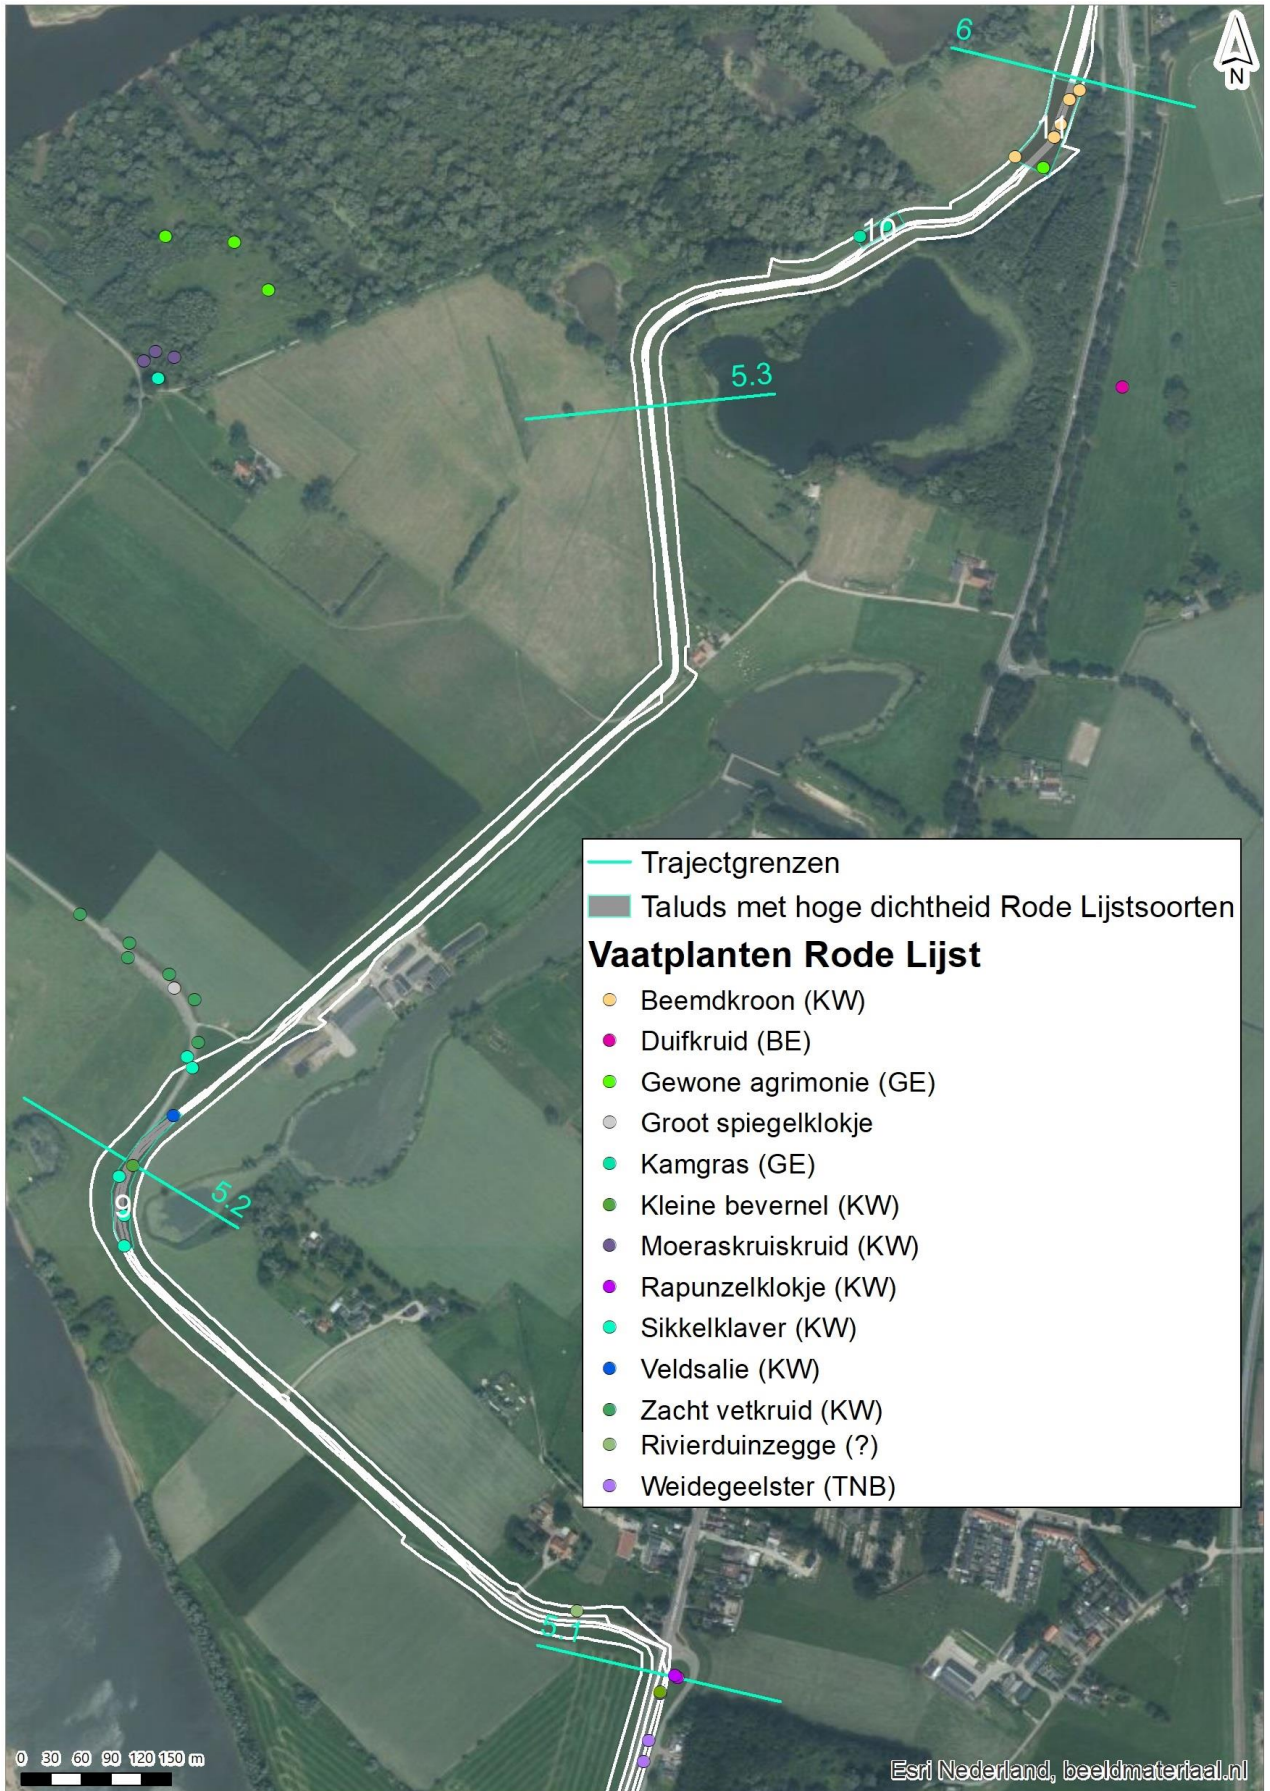 6
N
11
10
5.3
Trajectgrenzen
Taluds met hoge dichtheid Rode Lijstsoorten
Vaatplanten Rode Lijst
Beemdkroon (KW)
Duifkruid (BE)
Gewone agrimonie (GE)
Groot spiegelklokje
Kamgras (GE)
Kleine bevernel (KW)
Moeraskruiskruid (KW)
Rapunzelklokje (KW)
Sikkelklaver (KW)
Veldsalie (KW)
Zacht vetkruid (KW)
Rivierduinzegge (?)
Weidegeelster (TNB)
5.2
9
5.1
0 30 60 90 120 150 m
Esri Nederland, beeldmateriaal.nl